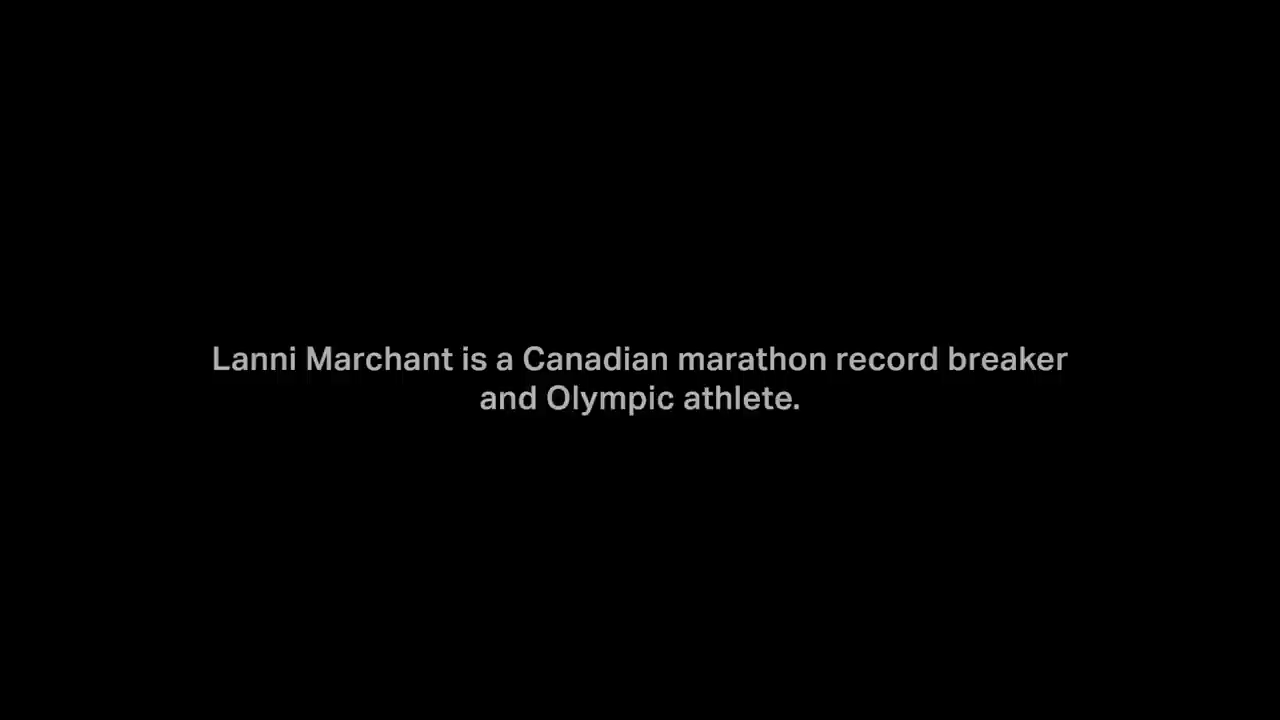 Lanni Marchant is a Canadian marathon record breaker
and Olympic athlete.